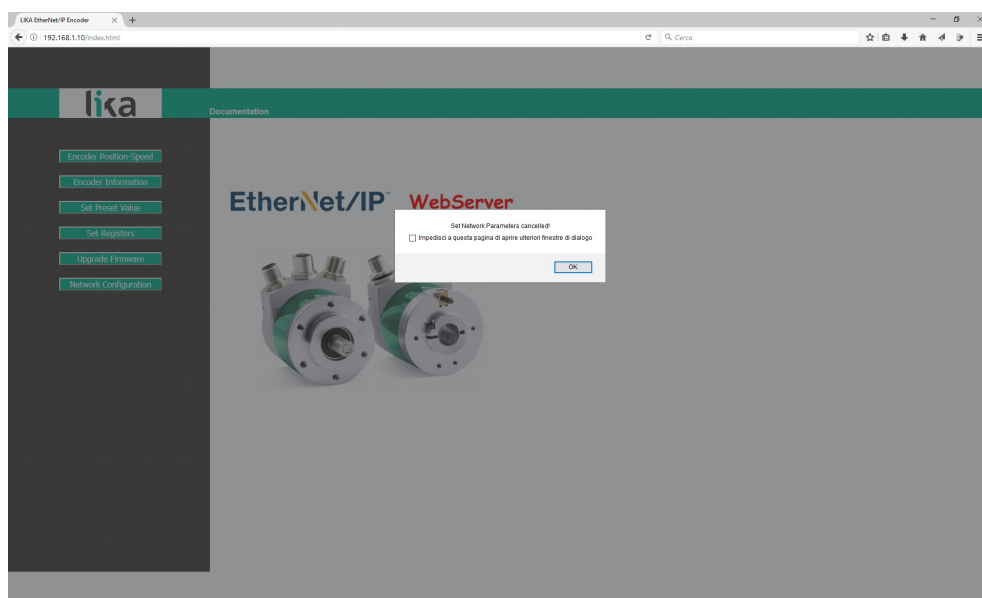 LIKA EtherNet/IP Encoder
192.168.1.10/index.html
Cerca
lika
Documentation
Encoder Position-Speed
Encoder Information
Set Preset Value
Set Registers
Upgrade Firmware
Network Configuration
EtherNet/IP™ WebServer
Set Network Parameters cancelled!
Impedisci a questa pagina di aprire ulteriori finestre di dialogo
OK